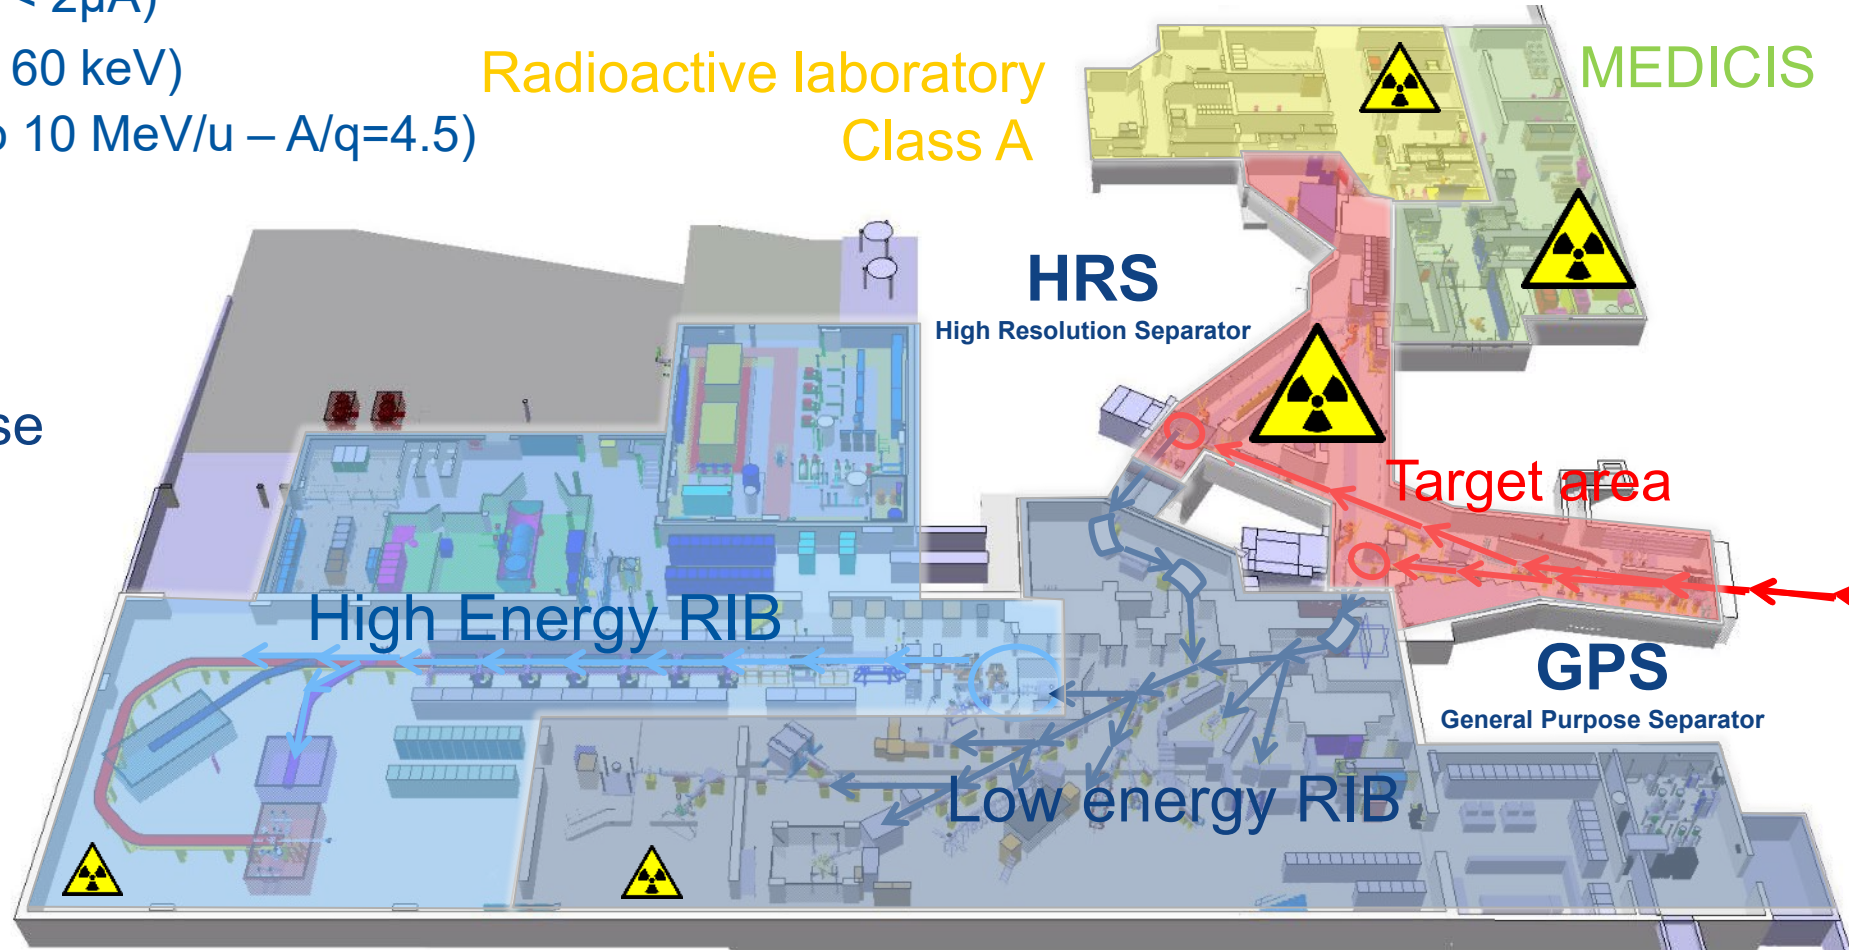 < 2µA)
60 keV)
10 MeV/u – A/q=4.5)
se
Radioactive laboratory
Class A
MEDICIS
HRS
High Resolution Separator
Target area
High Energy RIB
GPS
General Purpose Separator
Low energy RIB